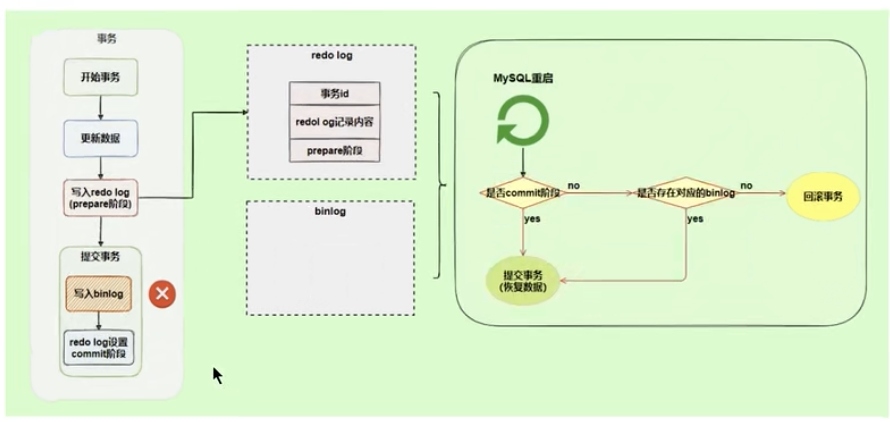 事务
开始事务
更新数据
写入redo log
(prepare阶段)
提交事务
写入binlog
redo log设置
commit阶段
redo log
事务id
redol og记录内容
prepare阶段
binlog
MySQL重启
是否commit阶段
no
是否存在对应的binlog
no
回滚事务
yes
yes
提交事务
(恢复数据)